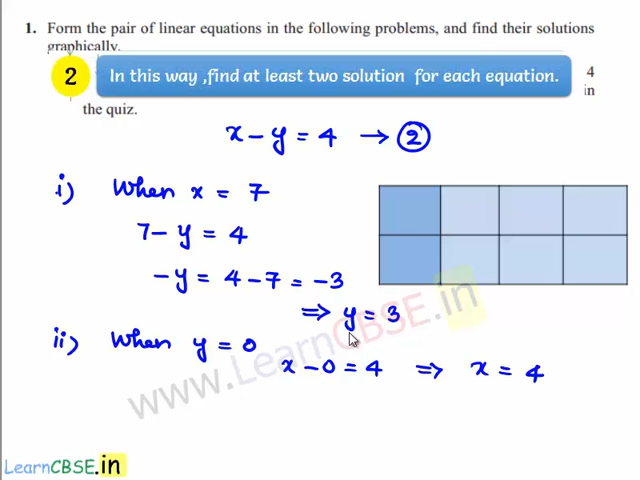 1. Form the pair of linear equations in the following problems, and find their solutions
graphically.
2 In this way ,find at least two solution for each equation. 4
in
the quiz.
x - y = 4 → ②
i) When x = 7
7 - y = 4
-y = 4 - 7 = -3
⇒ y = 3
ii) When y = 0
x - 0 = 4 ⇒ x = 4
www.LearnCBSE.in
LearnCBSE.in